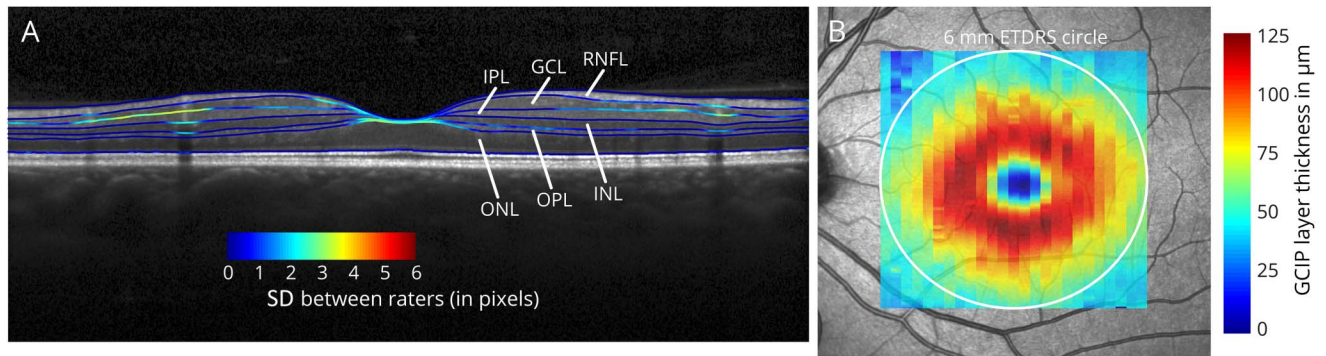 A
IPL
GCL
RNFL
ONL
OPL
INL
0 1 2 3 4 5 6
SD between raters (in pixels)
B
6 mm ETDRS circle
125
100
75
50
25
0
GCIP layer thickness in µm